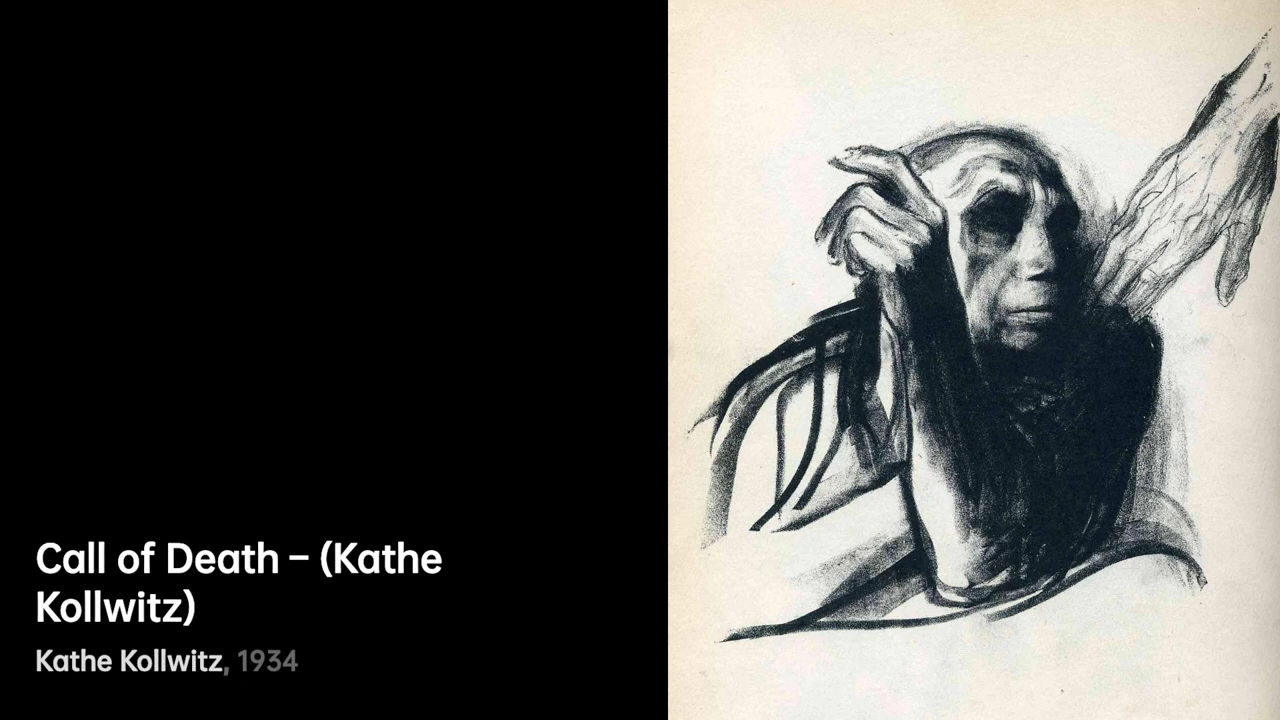 Call of Death – (Kathe
Kollwitz)
Kathe Kollwitz, 1934